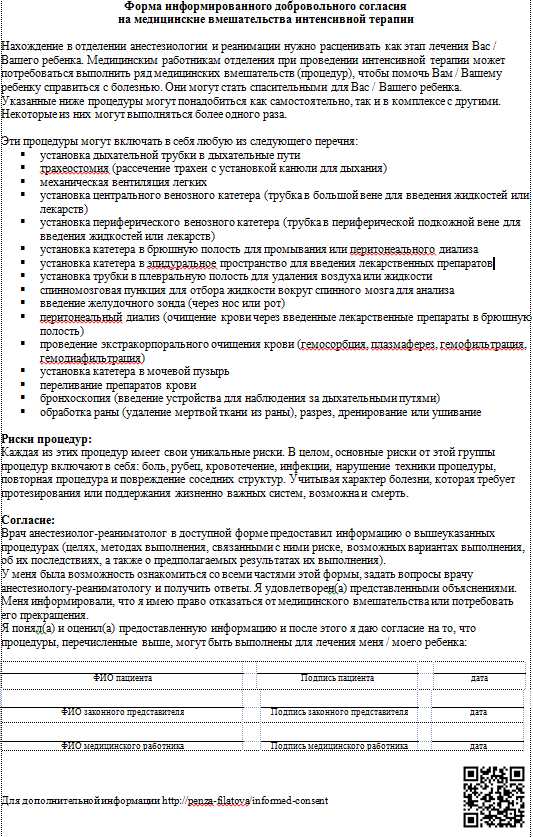 Форма информированного добровольного согласия
на медицинские вмешательства интенсивной терапии
Нахождение в отделении анестезиологии и реанимации нужно расценивать как этап лечения Вас /
Вашего ребенка. Медицинским работникам отделения при проведении интенсивной терапии может
потребоваться выполнить ряд медицинских вмешательств (процедур), чтобы помочь Вам / Вашему
ребенку справиться с болезнью. Они могут стать спасительными для Вас / Вашего ребенка.
Указанные ниже процедуры могут понадобиться как самостоятельно, так и в комплексе с другими.
Некоторые из них могут выполняться более одного раза.
Эти процедуры могут включать в себя любую из следующего перечня:
▪ установка дыхательной трубки в дыхательные пути
▪ трахеостомия (рассечение трахеи с установкой канюли для дыхания)
▪ механическая вентиляция легких
▪ установка центрального венозного катетера (трубка в большой вене для введения жидкостей или
лекарств)
▪ установка периферического венозного катетера (трубка в периферической подкожной вене для
введения жидкостей или лекарств)
▪ установка катетера в брюшную полость для промывания или перитонеального диализа
▪ установка катетера в эпидуральное пространство для введения лекарственных препаратов
▪ установка трубки в плевральную полость для удаления воздуха или жидкости
▪ спинномозговая пункция для отбора жидкости вокруг спинного мозга для анализа
▪ введение желудочного зонда (через нос или рот)
▪ перитонеальный диализ (очищение крови через введенные лекарственные препараты в брюшную
полость)
▪ проведение экстракорпорального очищения крови (гемосорбция, плазмаферез, гемофильтрация,
гемодиафильтрация)
▪ установка катетера в мочевой пузырь
▪ переливание препаратов крови
▪ бронхоскопия (введение устройства для наблюдения за дыхательными путями)
▪ обработка раны (удаление мертвой ткани из раны), разрез, дренирование или ушивание
Риски процедур:
Каждая из этих процедур имеет свои уникальные риски. В целом, основные риски от этой группы
процедур включают в себя: боль, рубец, кровотечение, инфекции, нарушение техники процедуры,
повторная процедура и повреждение соседних структур. Учитывая характер болезни, которая требует
протезирования или поддержания жизненно важных систем, возможна и смерть.
Согласие:
Врач анестезиолог-реаниматолог в доступной форме предоставил информацию о вышеуказанных
процедурах (целях, методах выполнения, связанными с ними риске, возможных вариантах выполнения,
об их последствиях, а также о предполагаемых результатах их выполнения).
У меня была возможность ознакомиться со всеми частями этой формы, задать вопросы врачу
анестезиологу-реаниматологу и получить ответы. Я удовлетворен(а) представленными объяснениями.
Меня информировали, что я имею право отказаться от медицинского вмешательства или потребовать
его прекращения.
Я понял(а) и оценил(а) предоставленную информацию и после этого я даю согласие на то, что
процедуры, перечисленные выше, могут быть выполнены для лечения меня / моего ребенка:
ФИО пациента Подпись пациента дата
ФИО законного представителя Подпись законного представителя дата
ФИО медицинского работника Подпись медицинского работника дата
Для дополнительной информации http://penza-filatova/informed-consent